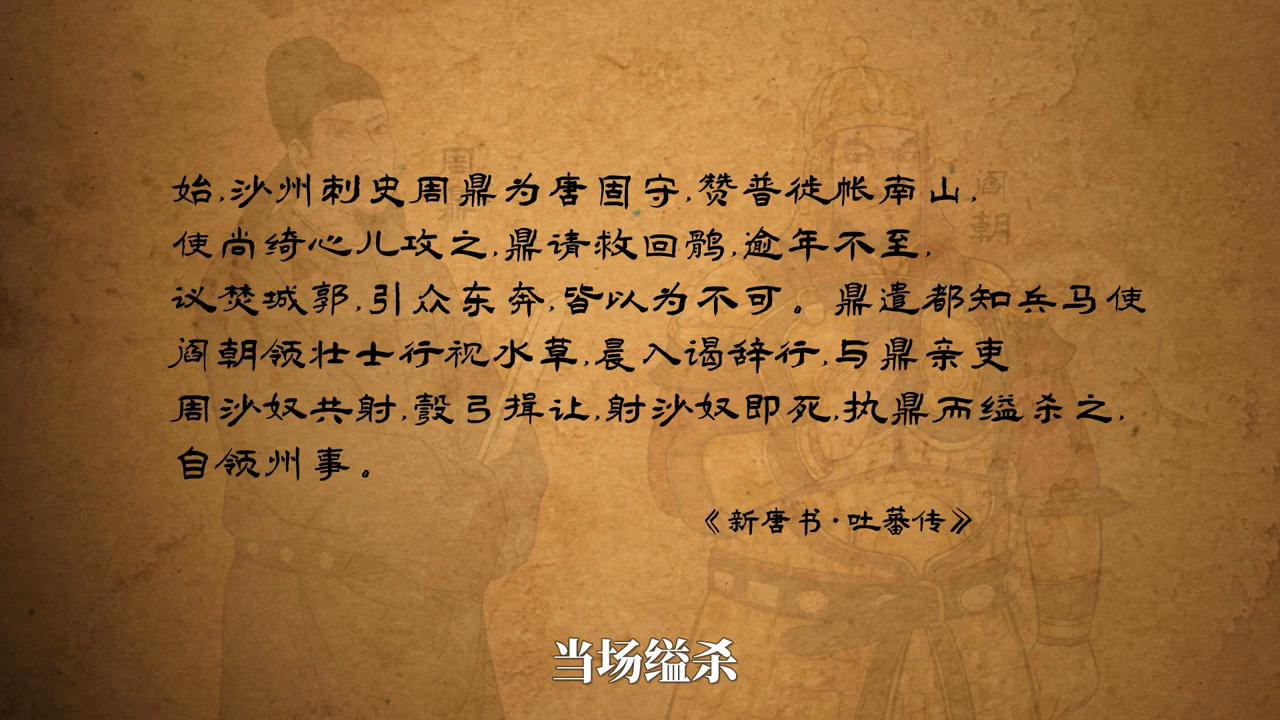 始,沙州刺史周鼎为唐固守,赞普徙帐南山,
使尚绮心儿攻之,鼎请救回鹘,逾年不至,
议焚城郭,引众东奔,皆以为不可。鼎遣都知兵马使
阎朝领壮士行视水草,晨入谒辞行,与鼎亲吏
周沙奴共射,彀弓揖让,射沙奴即死,执鼎而缢杀之,
自领州事。
《新唐书·吐蕃传》
周鼎
阎朝
当场缢杀